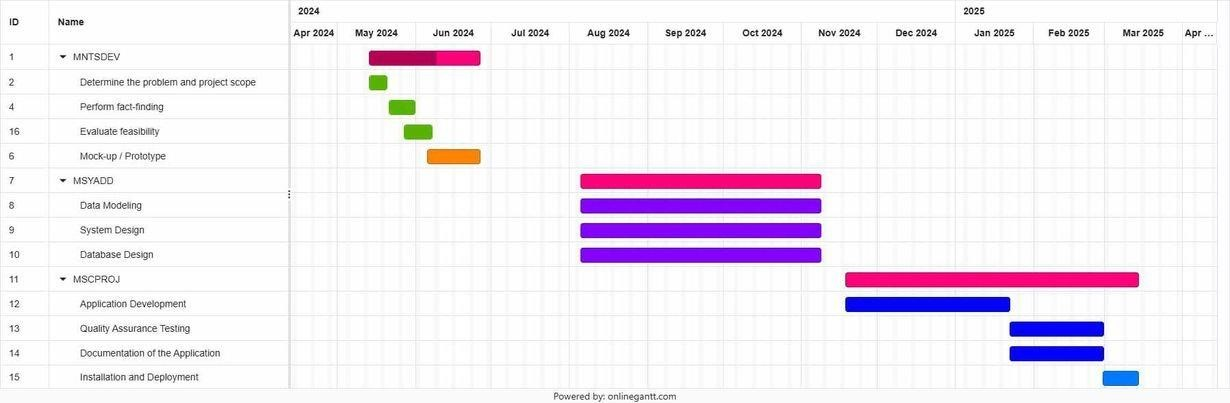 2024 2025
ID Name
Apr 2024 May 2024 Jun 2024 Jul 2024 Aug 2024 Sep 2024 Oct 2024 Nov 2024 Dec 2024 Jan 2025 Feb 2025 Mar 2025 Apr ...
1 MNTSDEV
2 Determine the problem and project scope
4 Perform fact-finding
16 Evaluate feasibility
6 Mock-up / Prototype
7 MSYADD
8 Data Modeling
9 System Design
10 Database Design
11 MSCPROJ
12 Application Development
13 Quality Assurance Testing
14 Documentation of the Application
15 Installation and Deployment
Powered by: onlinegantt.com